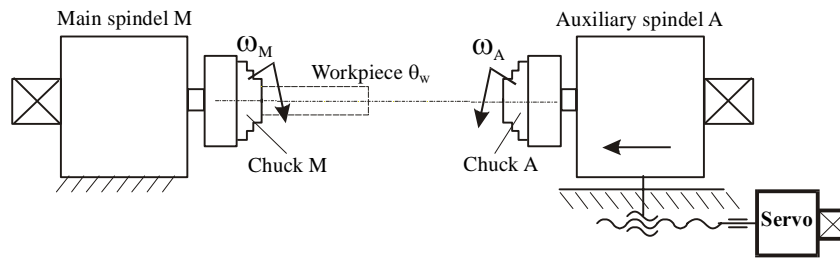 Main spindel M
Auxiliary spindel A
ωM
ωA
Workpiece θw
Chuck M
Chuck A
Servo